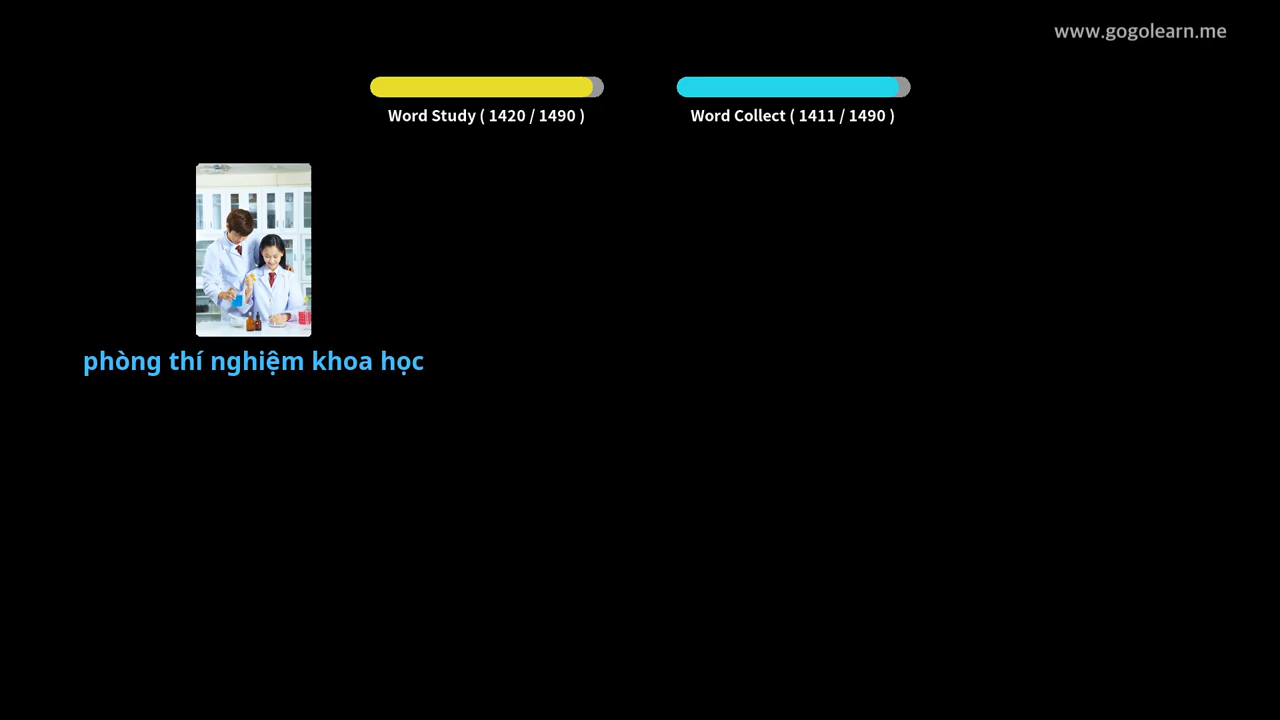 www.gogolearn.me
Word Study ( 1420 / 1490 )
Word Collect ( 1411 / 1490 )
phòng thí nghiệm khoa học